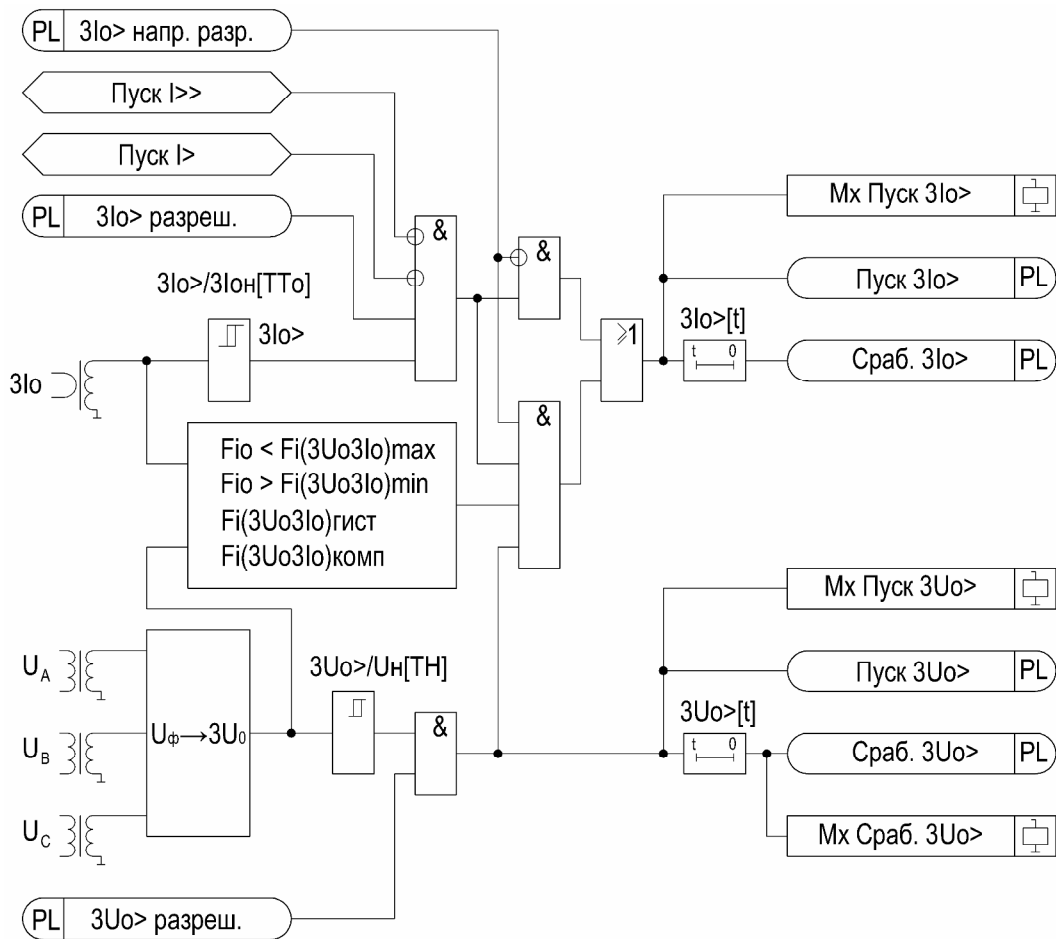 PL 3Io> напр. разр.
Пуск I>>
Пуск I>
PL 3Io> разреш.
3Io>/3Iон[ТТо]
3Io>
3Io
&
&
&
⩾1
3Io>[t]
t 0
Мх Пуск 3Io>
Пуск 3Io> PL
Сраб. 3Io> PL
Fio < Fi(3Uo3Io)max
Fio > Fi(3Uo3Io)min
Fi(3Uo3Io)гист
Fi(3Uo3Io)комп
UA
UB
UC
Uф→3U0
3Uo>/Uн[ТН]
&
3Uo>[t]
t 0
Мх Пуск 3Uo>
Пуск 3Uo> PL
Сраб. 3Uo> PL
Мх Сраб. 3Uo>
PL 3Uo> разреш.